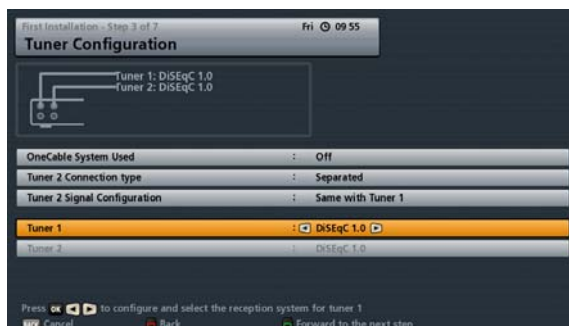 First Installation - Step 3 of 7
Fri 09 55
Tuner Configuration
Tuner 1: DiSEqC 1.0
Tuner 2: DiSEqC 1.0
OneCable System Used : Off
Tuner 2 Connection type : Separated
Tuner 2 Signal Configuration : Same with Tuner 1
Tuner 1 : DiSEqC 1.0
Tuner 2 : DiSEqC 1.0
Press OK to configure and select the reception system for tuner 1
Cancel Back Forward to the next step